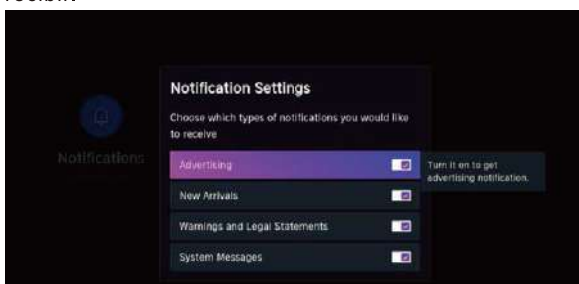 Notification Settings
Choose which types of notifications you would like
to receive
Notifications
Advertising
Turn it on to get
advertising notification.
New Arrivals
Warnings and Legal Statements
System Messages